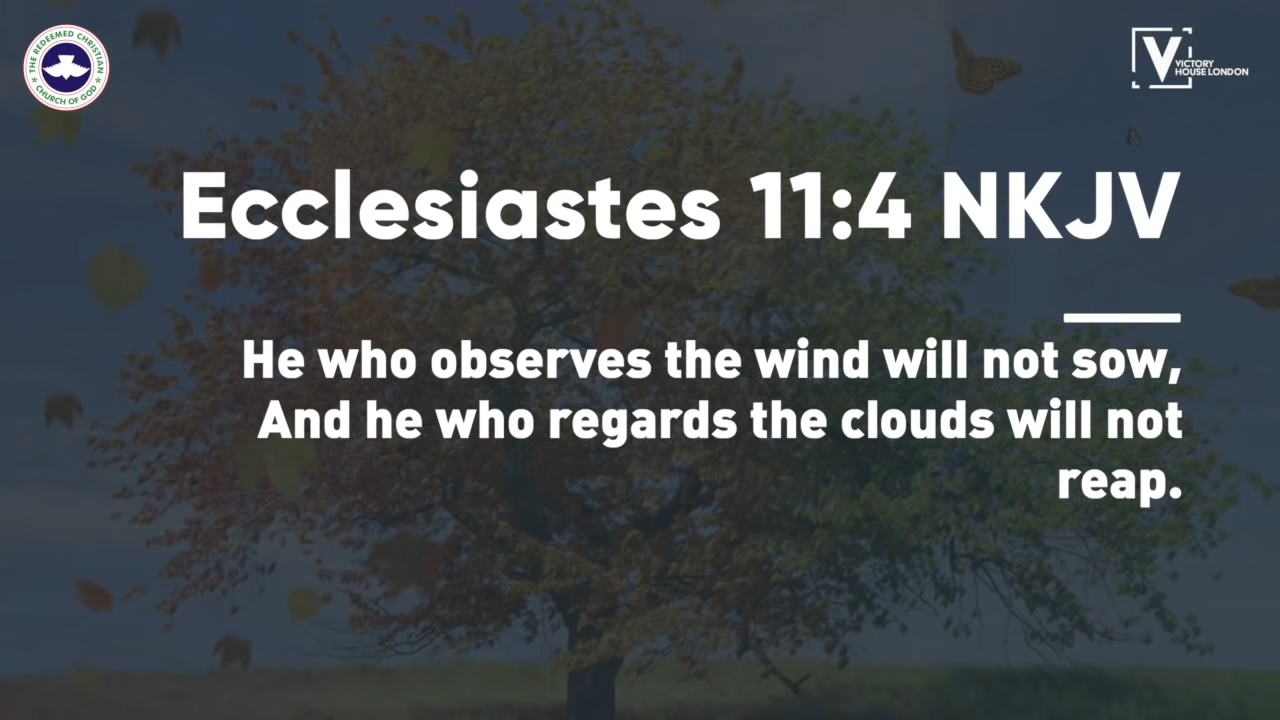 THE REDEEMED CHRISTIAN
CHURCH OF GOD
V VICTORY
HOUSE LONDON
Ecclesiastes 11:4 NKJV
He who observes the wind will not sow,
And he who regards the clouds will not
reap.